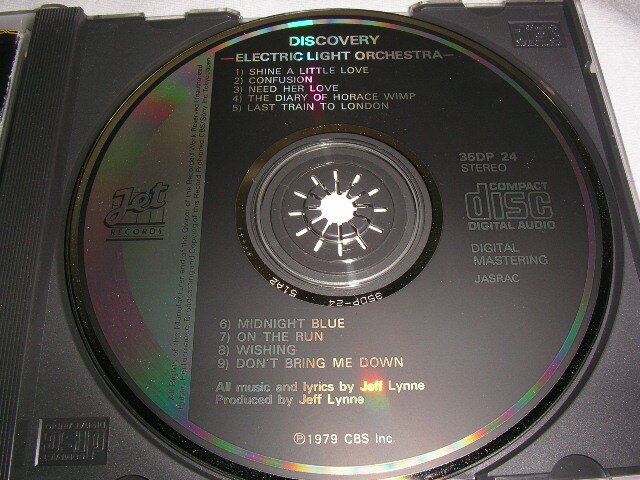 DISCOVERY
ELECTRIC LIGHT ORCHESTRA
1) SHINE A LITTLE LOVE
2) CONFUSION
3) NEED HER LOVE
4) THE DIARY OF HORACE WIMP
5) LAST TRAIN TO LONDON
35DP 24
STEREO
Jet
RECORDS
COMPACT
disc
DIGITAL AUDIO
DIGITAL
MASTERING
JASRAC
35DP-24 51A2
6) MIDNIGHT BLUE
7) ON THE RUN
8) WISHING
9) DON'T BRING ME DOWN
All music and lyrics by Jeff Lynne
Produced by Jeff Lynne
℗1979 CBS Inc.